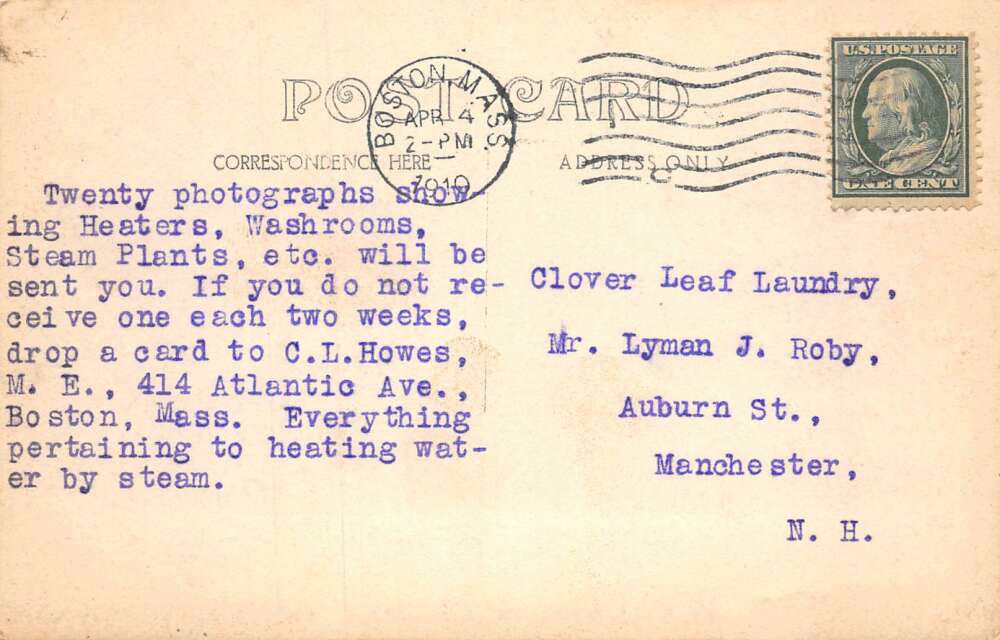 POST CARD
BOSTON, MASS.
APR 4
2-PM
1910
U.S. POSTAGE
ONE CENT
CORRESPONDENCE HERE
ADDRESS ONLY
Twenty photographs show-
ing Heaters, Washrooms,
Steam Plants, etc. will be
sent you. If you do not re-
ceive one each two weeks,
drop a card to C.L.Howes,
M. E., 414 Atlantic Ave.,
Boston, Mass. Everything
pertaining to heating wat-
er by steam.
Clover Leaf Laundry,
Mr. Lyman J. Roby,
Auburn St.,
Manchester,
N. H.